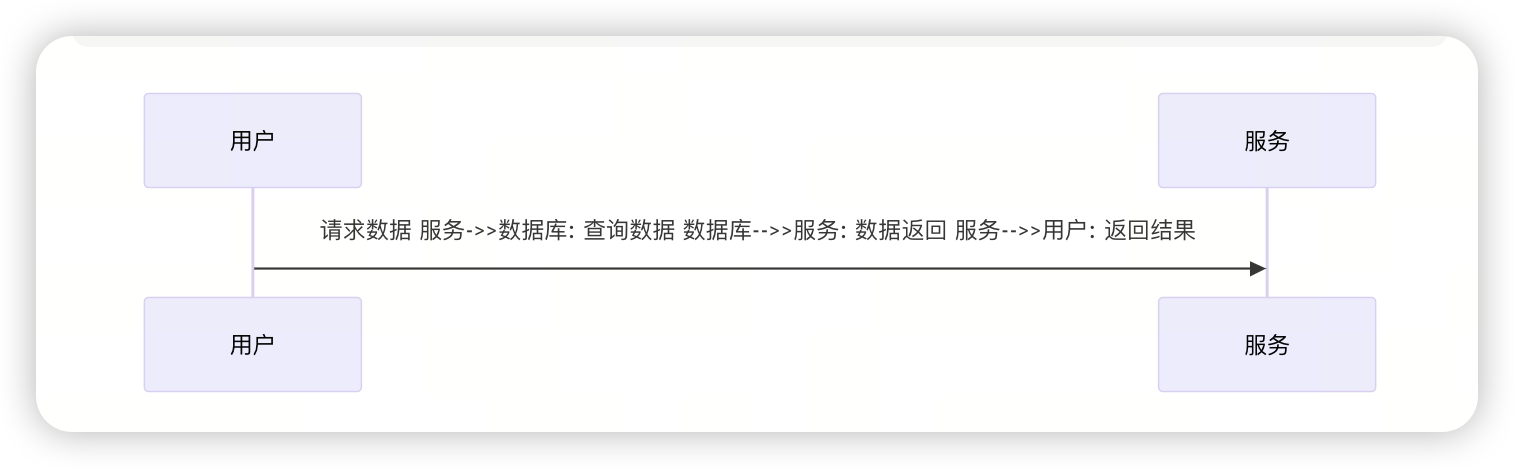 用户
服务
请求数据 服务->>数据库: 查询数据 数据库-->>服务: 数据返回 服务-->>用户: 返回结果
用户
服务